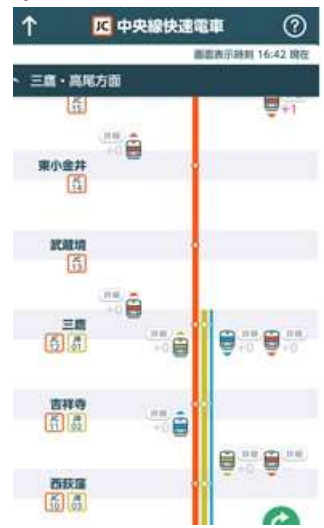 ↑ JC 中央線快速電車 ?
画面表示時刻 16:42 現在
三鷹・高尾方面
JC 15
+1
詳細
+0
東小金井
JC 14
武蔵境
JC 13
詳細
+0
三鷹
JC 12 JB 01
詳細 +0
詳細 +0
詳細 +0
吉祥寺
JC 11 JB 02
詳細 +0
詳細 +0
詳細
西荻窪
JC 10 JB 03